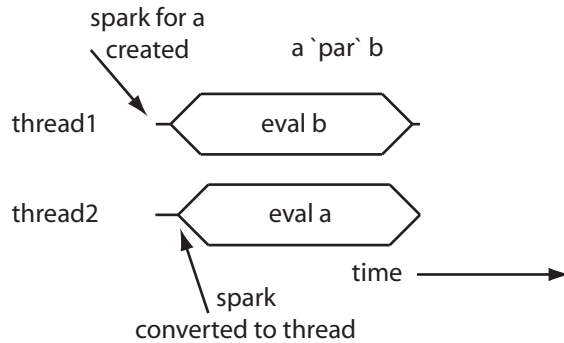 spark for a
created
a `par` b
thread1
eval b
thread2
eval a
time
spark
converted to thread